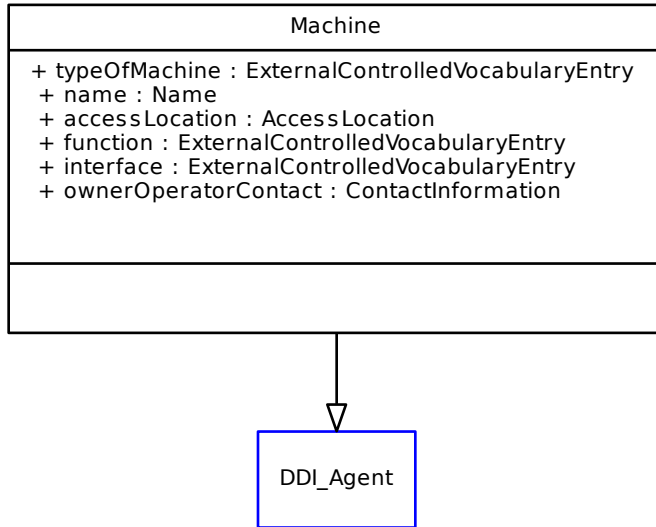 Machine
+ typeOfMachine : ExternalControlledVocabularyEntry
+ name : Name
+ accessLocation : AccessLocation
+ function : ExternalControlledVocabularyEntry
+ interface : ExternalControlledVocabularyEntry
+ ownerOperatorContact : ContactInformation
DDI_Agent